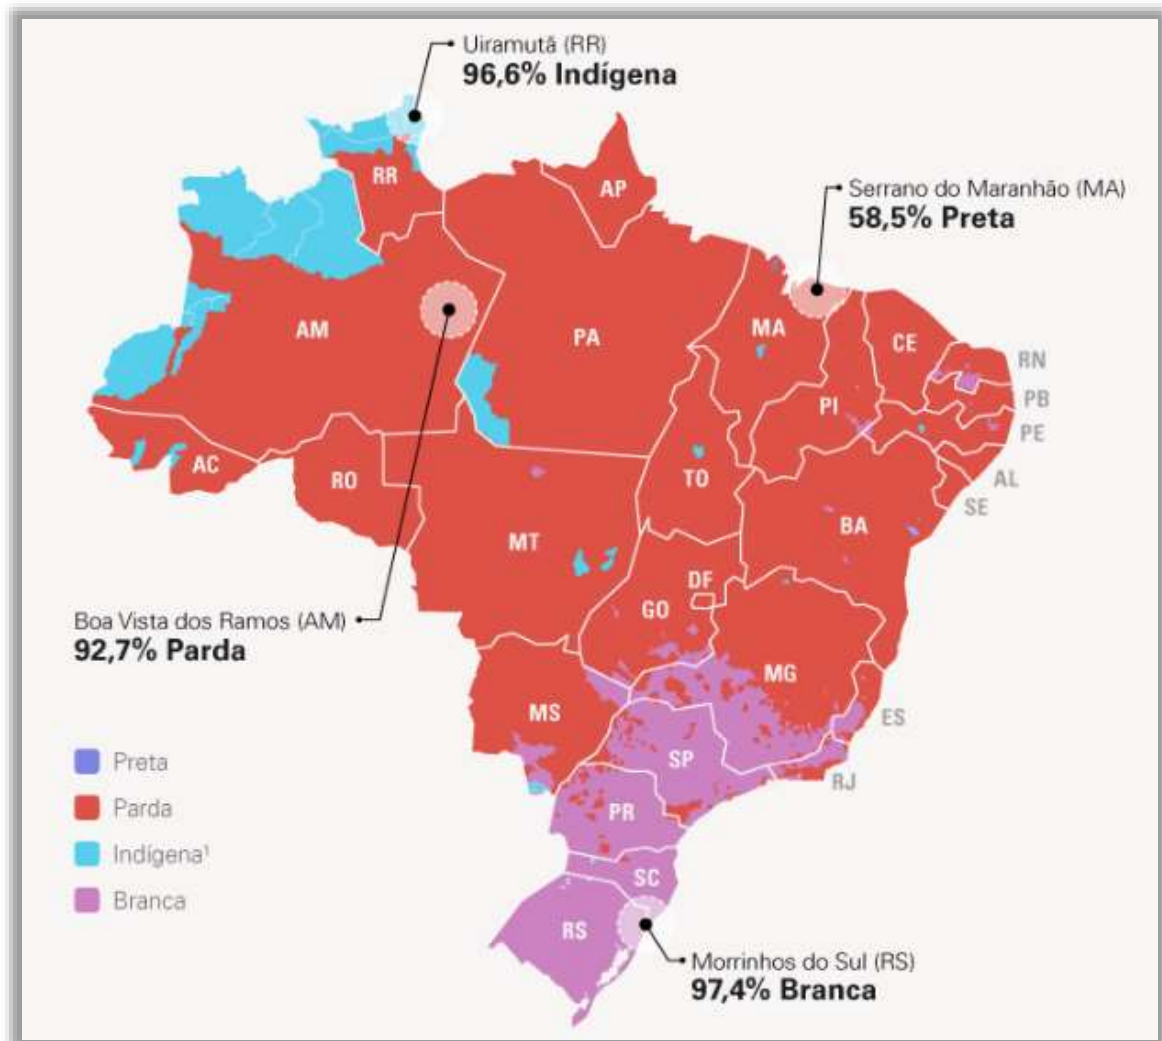 Uiramutã (RR)
96,6% Indígena
Serrano do Maranhão (MA)
58,5% Preta
RR
AP
AM
PA
MA
CE
RN
PB
PI
PE
AC
RO
TO
AL
SE
BA
MT
DF
GO
Boa Vista dos Ramos (AM)
92,7% Parda
MG
MS
ES
SP
RJ
Preta
Parda
Indígena¹
Branca
PR
SC
RS
Morrinhos do Sul (RS)
97,4% Branca